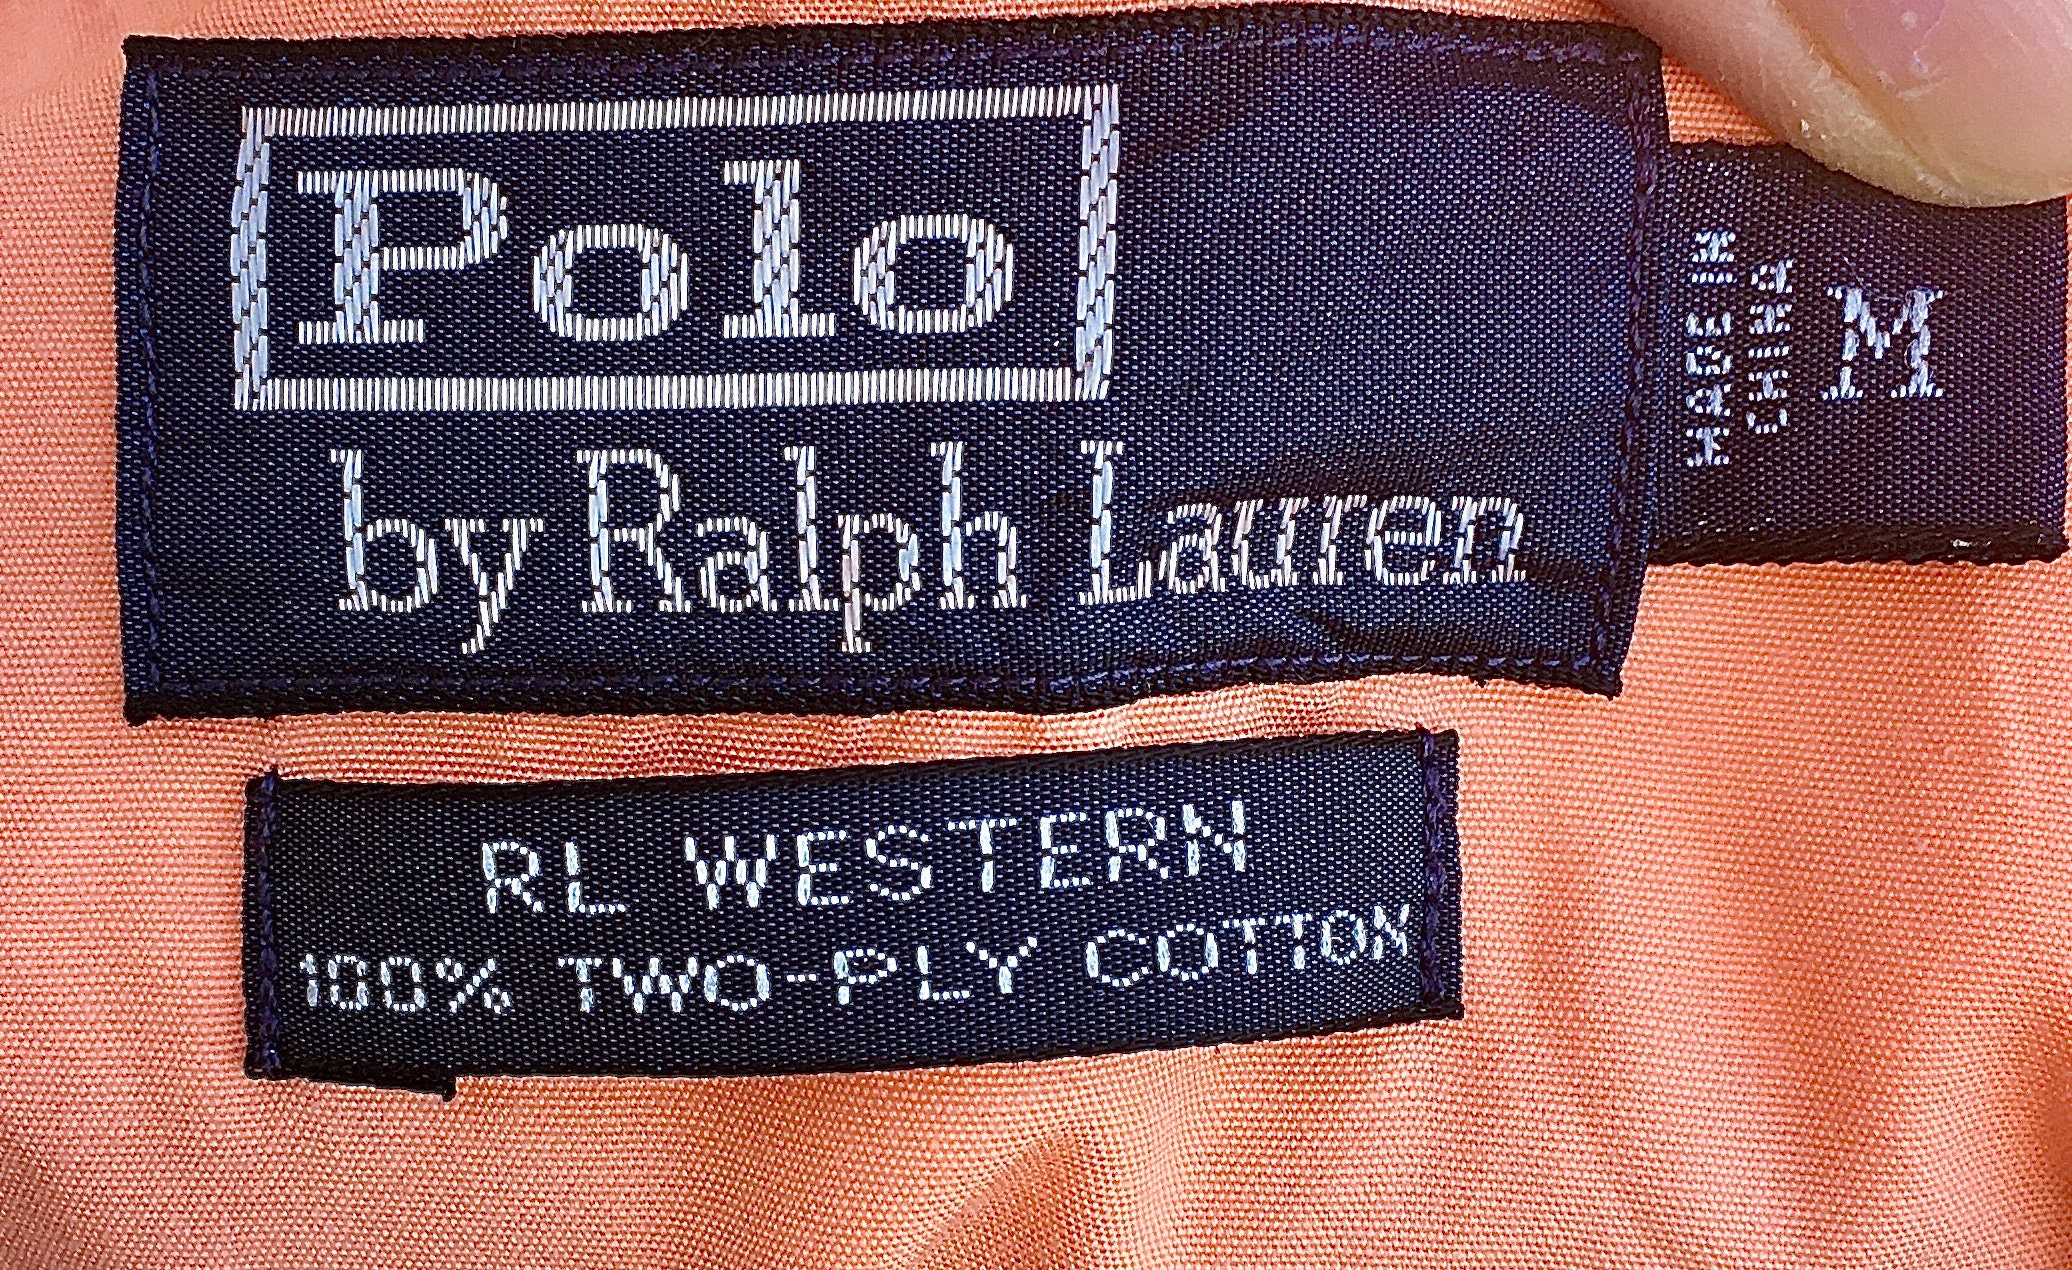 Polo
by Ralph Lauren
MADE IN
CHINA
M
RL WESTERN
100% TWO-PLY COTTON